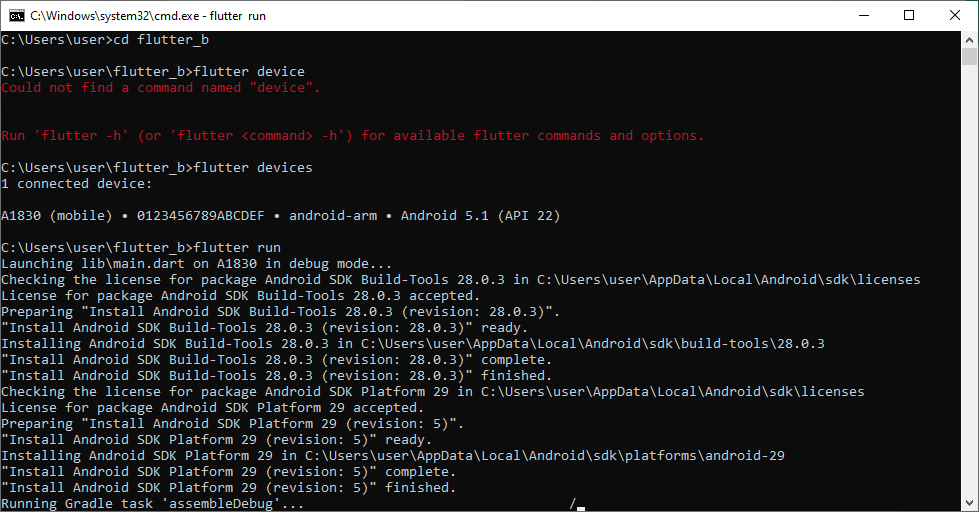 C:\Windows\system32\cmd.exe - flutter run
C:\Users\user>cd flutter_b
C:\Users\user\flutter_b>flutter device
Could not find a command named "device".
Run 'flutter -h' (or 'flutter <command> -h') for available flutter commands and options.
C:\Users\user\flutter_b>flutter devices
1 connected device:
A1830 (mobile) • 0123456789ABCDEF • android-arm • Android 5.1 (API 22)
C:\Users\user\flutter_b>flutter run
Launching lib\main.dart on A1830 in debug mode...
Checking the license for package Android SDK Build-Tools 28.0.3 in C:\Users\user\AppData\Local\Android\sdk\licenses
License for package Android SDK Build-Tools 28.0.3 accepted.
Preparing "Install Android SDK Build-Tools 28.0.3 (revision: 28.0.3)".
"Install Android SDK Build-Tools 28.0.3 (revision: 28.0.3)" ready.
Installing Android SDK Build-Tools 28.0.3 in C:\Users\user\AppData\Local\Android\sdk\build-tools\28.0.3
"Install Android SDK Build-Tools 28.0.3 (revision: 28.0.3)" complete.
"Install Android SDK Build-Tools 28.0.3 (revision: 28.0.3)" finished.
Checking the license for package Android SDK Platform 29 in C:\Users\user\AppData\Local\Android\sdk\licenses
License for package Android SDK Platform 29 accepted.
Preparing "Install Android SDK Platform 29 (revision: 5)".
"Install Android SDK Platform 29 (revision: 5)" ready.
Installing Android SDK Platform 29 in C:\Users\user\AppData\Local\Android\sdk\platforms\android-29
"Install Android SDK Platform 29 (revision: 5)" complete.
"Install Android SDK Platform 29 (revision: 5)" finished.
Running Gradle task 'assembleDebug'... /